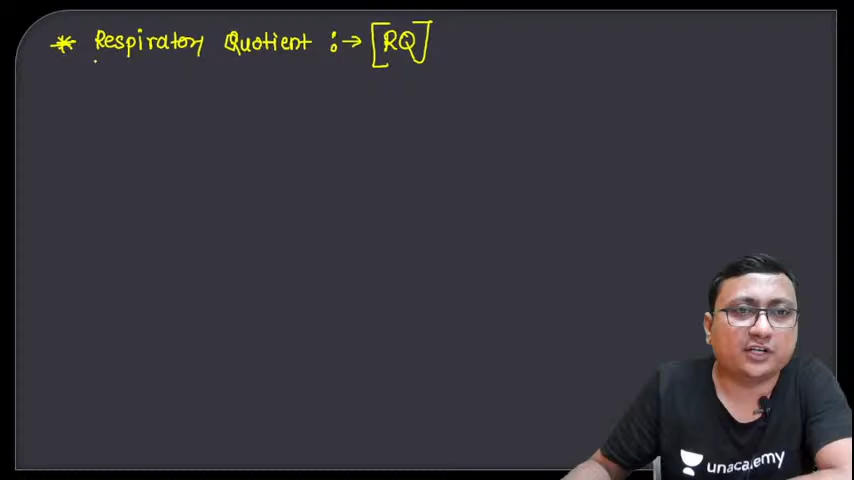 * Respiratory Quotient :→ [RQ]
unacademy